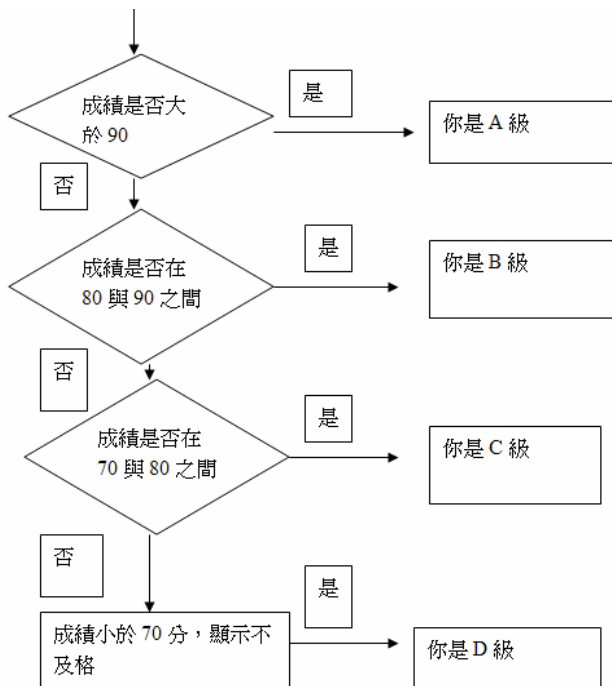 成績是否大
於 90
是
你是 A 級
否
成績是否在
80 與 90 之間
是
你是 B 級
否
成績是否在
70 與 80 之間
是
你是 C 級
否
成績小於 70 分，顯示不
及格
是
你是 D 級